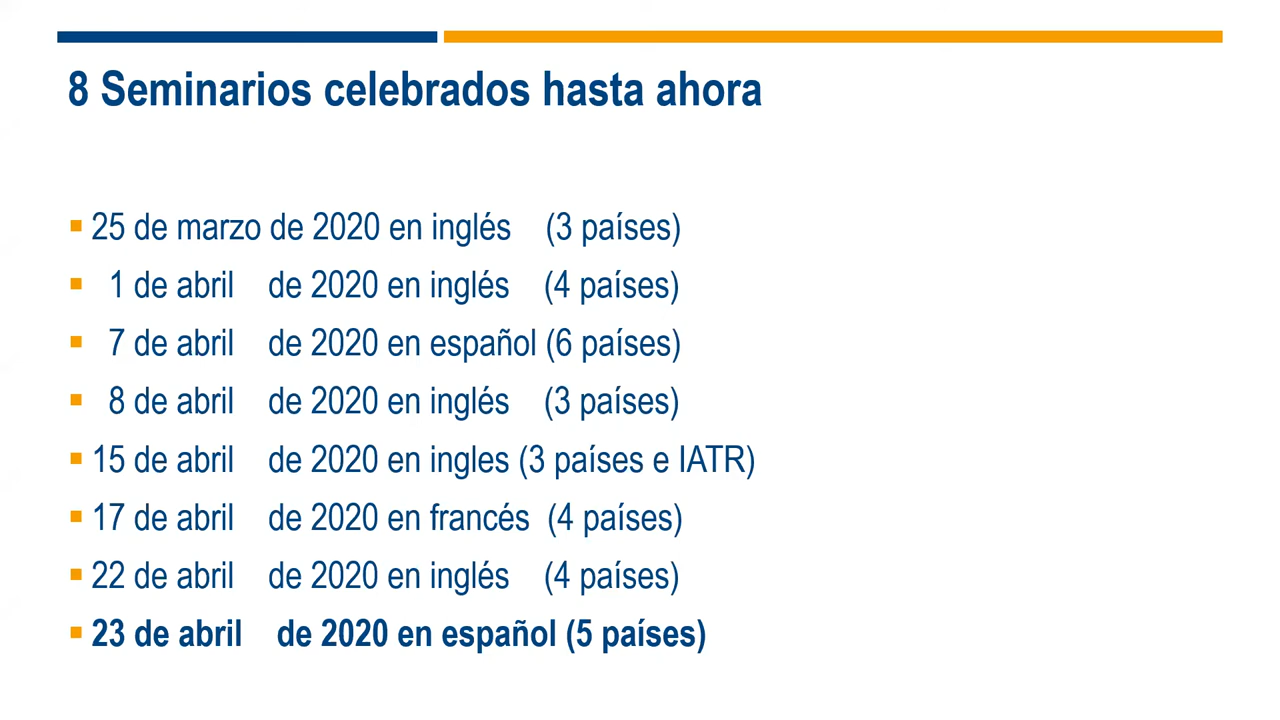 8 Seminarios celebrados hasta ahora
25 de marzo de 2020 en inglés (3 países)
1 de abril de 2020 en inglés (4 países)
7 de abril de 2020 en español (6 países)
8 de abril de 2020 en inglés (3 países)
15 de abril de 2020 en ingles (3 países e IATR)
17 de abril de 2020 en francés (4 países)
22 de abril de 2020 en inglés (4 países)
23 de abril de 2020 en español (5 países)